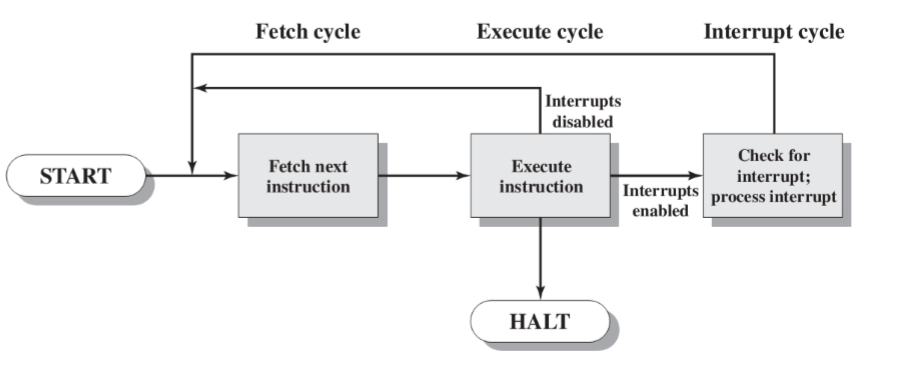 Fetch cycle
Execute cycle
Interrupt cycle
Interrupts
disabled
START
Fetch next
instruction
Execute
instruction
Interrupts
enabled
Check for
interrupt;
process interrupt
HALT